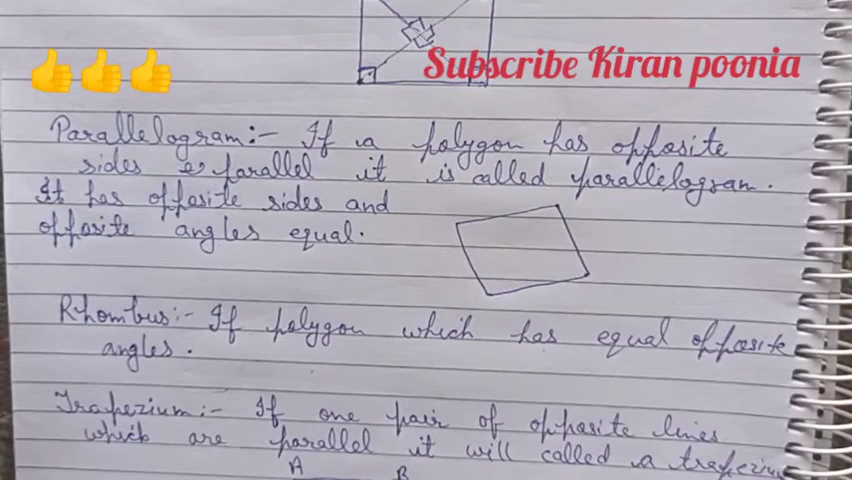 Subscribe Kiran poonia
Parallelogram:- If a polygon has opposite
sides parallel it is called parallelogram.
It has opposite sides and
opposite angles equal.
Rhombus:- If polygon which has equal opposite
angles.
Trapezium:- If one pair of opposite lines
which are parallel it will called a trapezium
A B